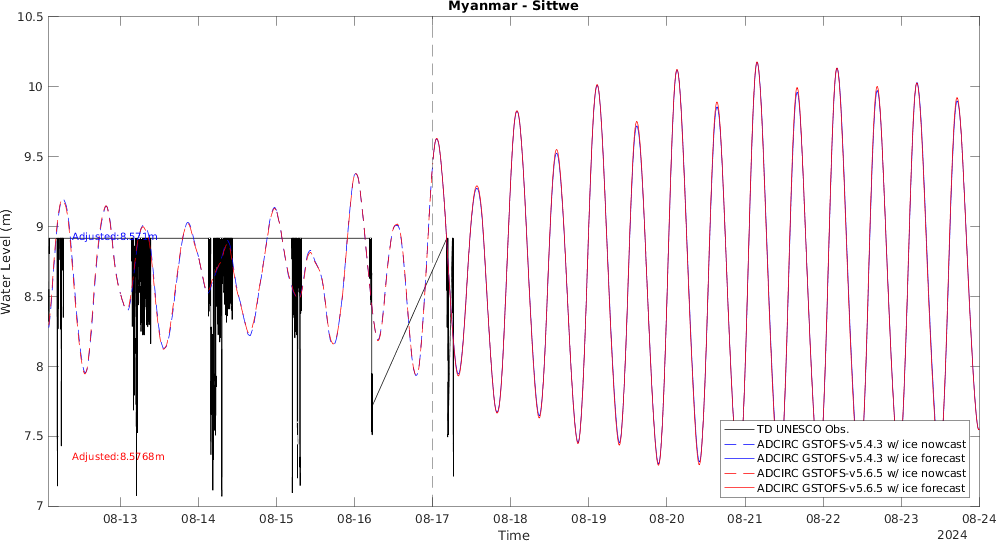 Myanmar - Sittwe
10.5
10
9.5
9
8.5
8
7.5
7
Water Level (m)
Adjusted:8.571m
Adjusted:8.5768m
TD UNESCO Obs.
ADCIRC GSTOFS-v5.4.3 w/ ice nowcast
ADCIRC GSTOFS-v5.4.3 w/ ice forecast
ADCIRC GSTOFS-v5.6.5 w/ ice nowcast
ADCIRC GSTOFS-v5.6.5 w/ ice forecast
08-13 08-14 08-15 08-16 08-17 08-18 08-19 08-20 08-21 08-22 08-23 08-24
Time
2024